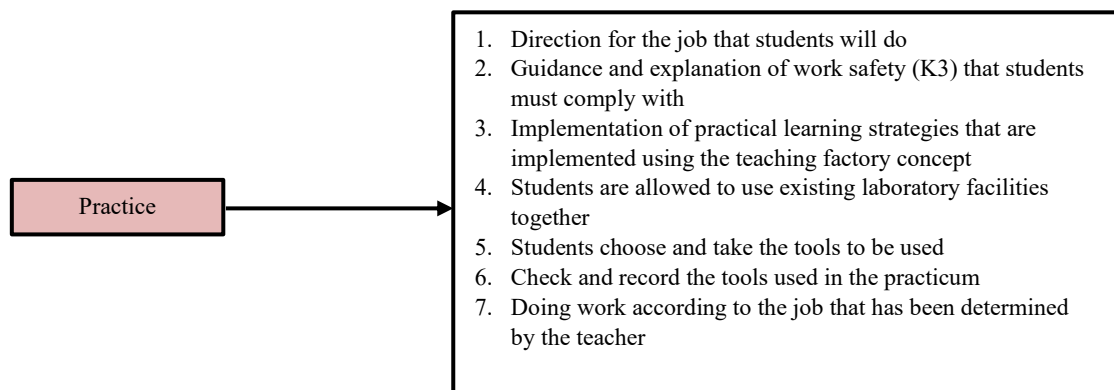 Practice
1. Direction for the job that students will do
2. Guidance and explanation of work safety (K3) that students
must comply with
3. Implementation of practical learning strategies that are
implemented using the teaching factory concept
4. Students are allowed to use existing laboratory facilities
together
5. Students choose and take the tools to be used
6. Check and record the tools used in the practicum
7. Doing work according to the job that has been determined
by the teacher